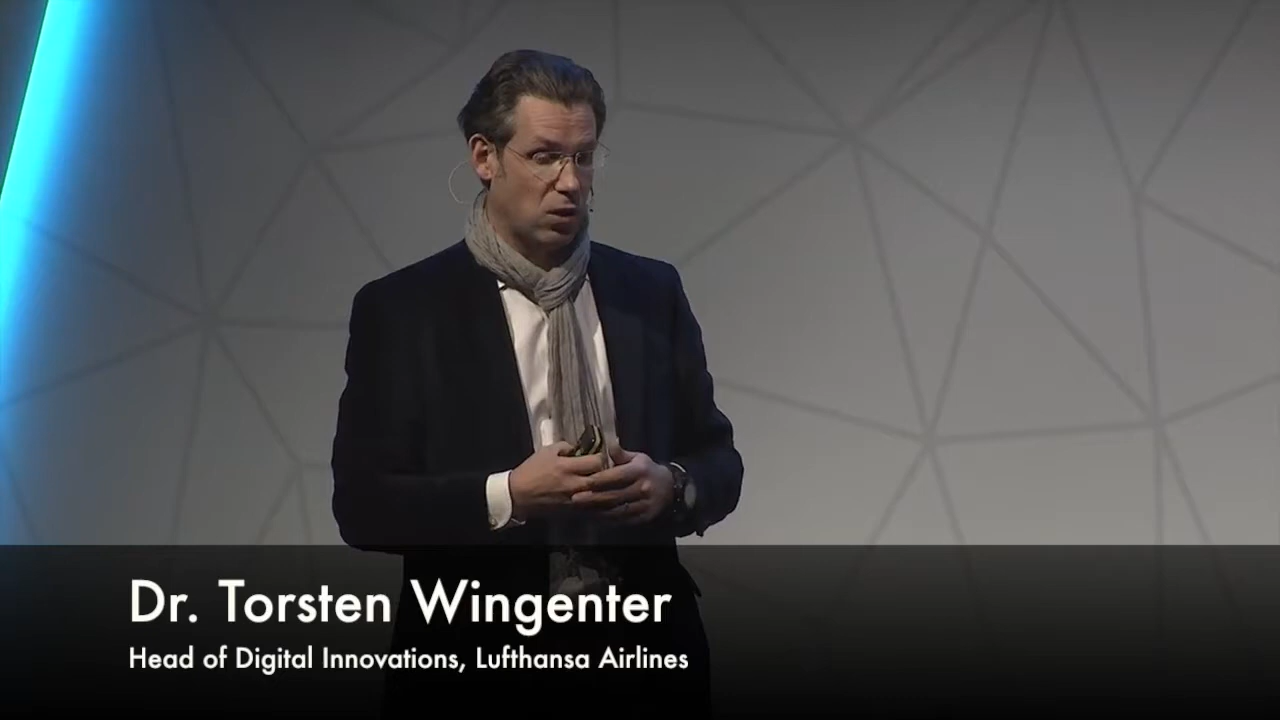 Dr. Torsten Wingenter
Head of Digital Innovations, Lufthansa Airlines